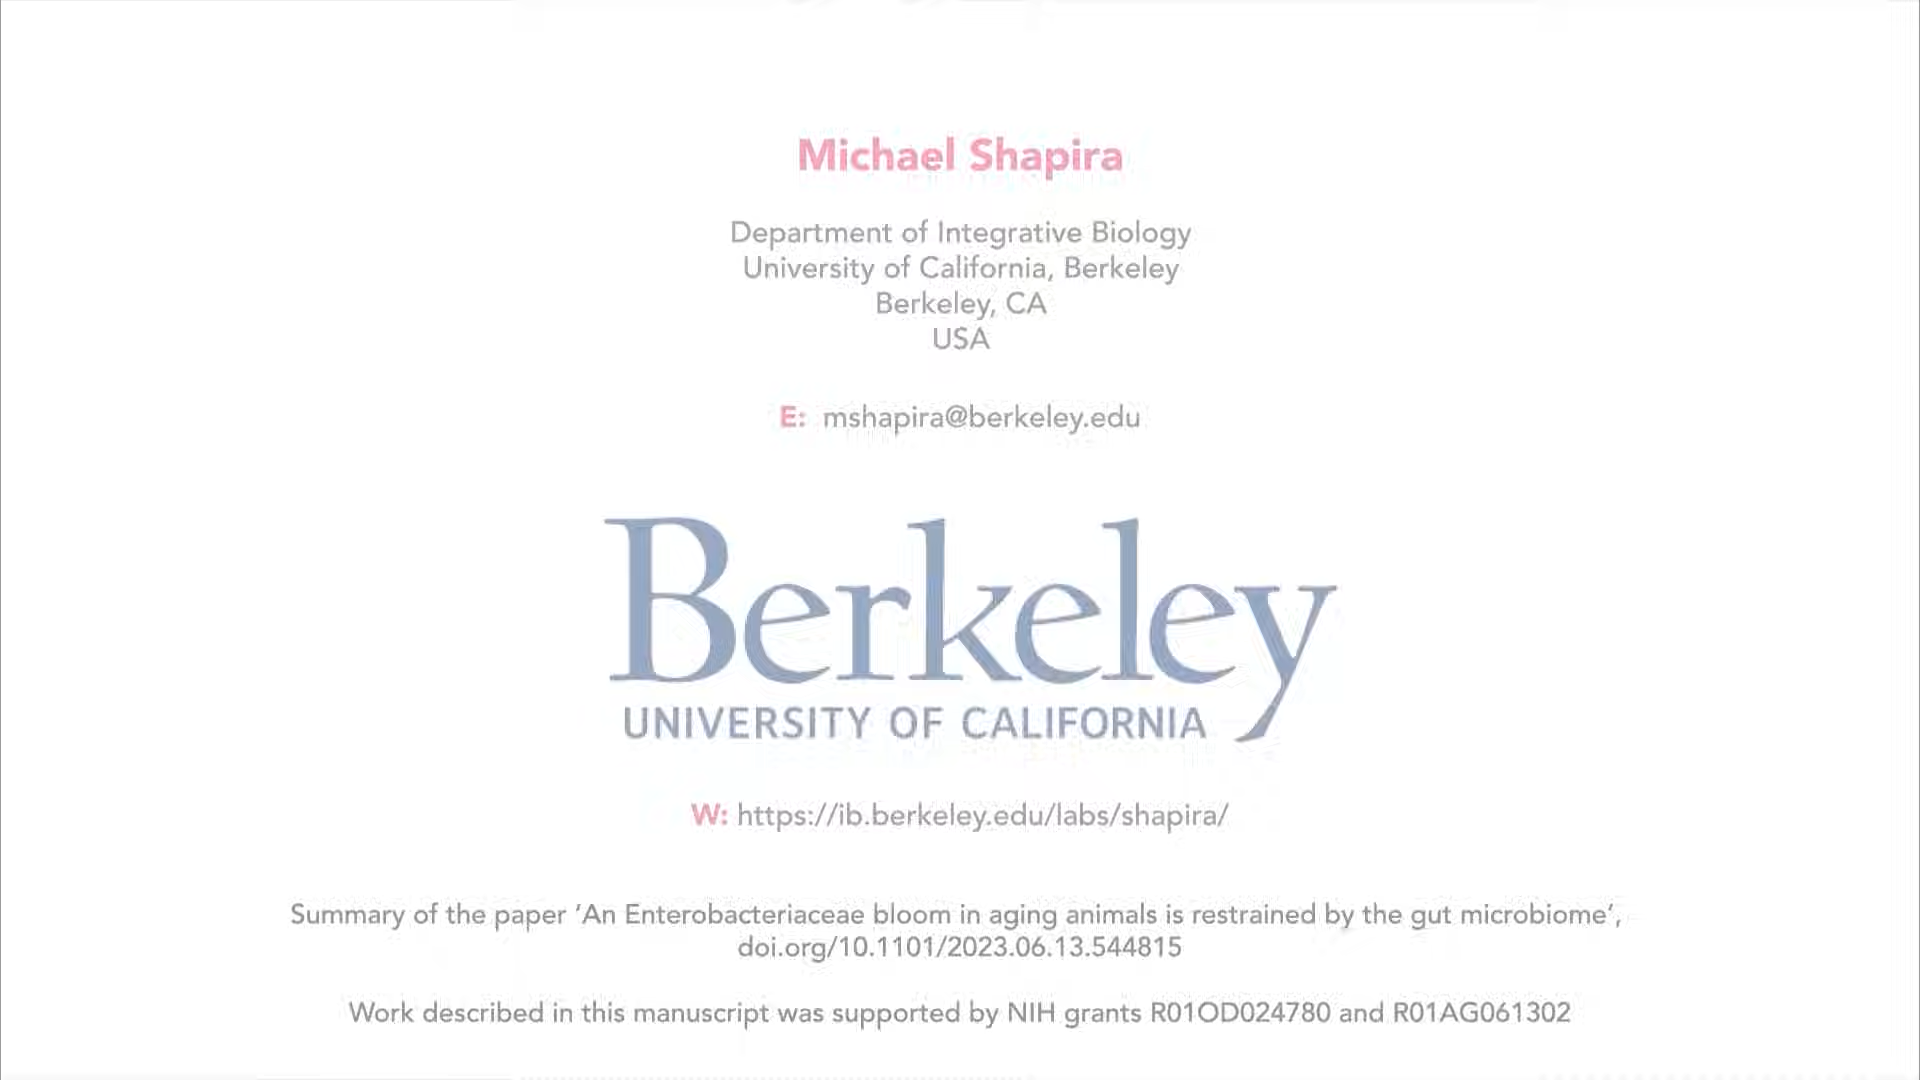 Michael Shapira
Department of Integrative Biology
University of California, Berkeley
Berkeley, CA
USA
E: mshapira@berkeley.edu
Berkeley
UNIVERSITY OF CALIFORNIA
W: https://ib.berkeley.edu/labs/shapira/
Summary of the paper ‘An Enterobacteriaceae bloom in aging animals is restrained by the gut microbiome’,
doi.org/10.1101/2023.06.13.544815
Work described in this manuscript was supported by NIH grants R01OD024780 and R01AG061302